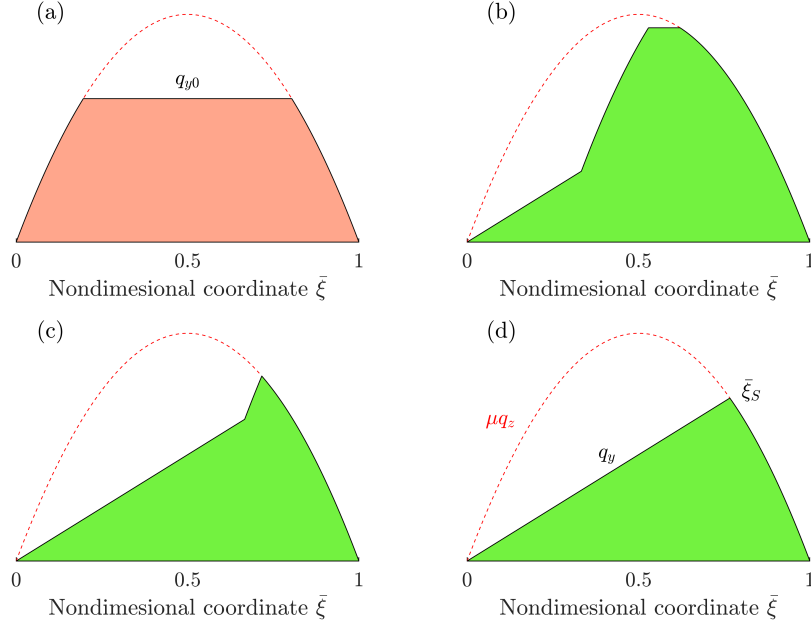 (a)
q_{y0}
0 0.5 1
Nondimesional coordinate ξ̄
(b)
0 0.5 1
Nondimesional coordinate ξ̄
(c)
0 0.5 1
Nondimesional coordinate ξ̄
(d)
ξ̄_S
μq_z
q_y
0 0.5 1
Nondimesional coordinate ξ̄